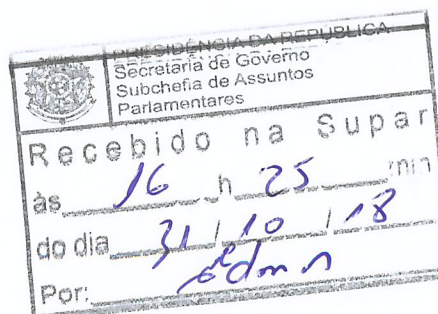 PRESIDÊNCIA DA REPÚBLICA
Secretaria de Governo
Subchefia de Assuntos
Parlamentares
Recebido na Supar
às 16 h 25 min
do dia 31 / 10 / 18
Por: